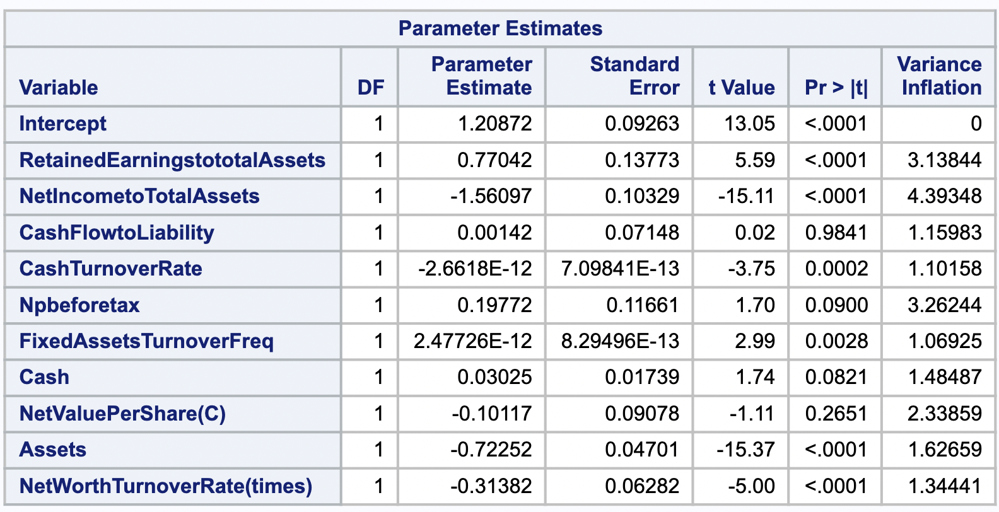 Parameter Estimates
Variable DF Parameter Estimate Standard Error t Value Pr > |t| Variance Inflation
Intercept 1 1.20872 0.09263 13.05 <.0001 0
RetainedEarningstototalAssets 1 0.77042 0.13773 5.59 <.0001 3.13844
NetIncometoTotalAssets 1 -1.56097 0.10329 -15.11 <.0001 4.39348
CashFlowtoLiability 1 0.00142 0.07148 0.02 0.9841 1.15983
CashTurnoverRate 1 -2.6618E-12 7.09841E-13 -3.75 0.0002 1.10158
Npbeforetax 1 0.19772 0.11661 1.70 0.0900 3.26244
FixedAssetsTurnoverFreq 1 2.47726E-12 8.29496E-13 2.99 0.0028 1.06925
Cash 1 0.03025 0.01739 1.74 0.0821 1.48487
NetValuePerShare(C) 1 -0.10117 0.09078 -1.11 0.2651 2.33859
Assets 1 -0.72252 0.04701 -15.37 <.0001 1.62659
NetWorthTurnoverRate(times) 1 -0.31382 0.06282 -5.00 <.0001 1.34441